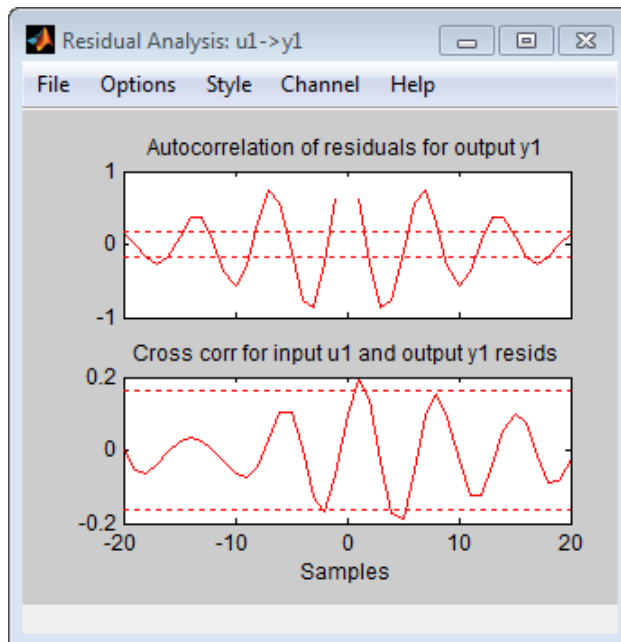 Residual Analysis: u1->y1
File Options Style Channel Help
Autocorrelation of residuals for output y1
1
0
-1
Cross corr for input u1 and output y1 resids
0.2
0
-0.2
-20 -10 0 10 20
Samples